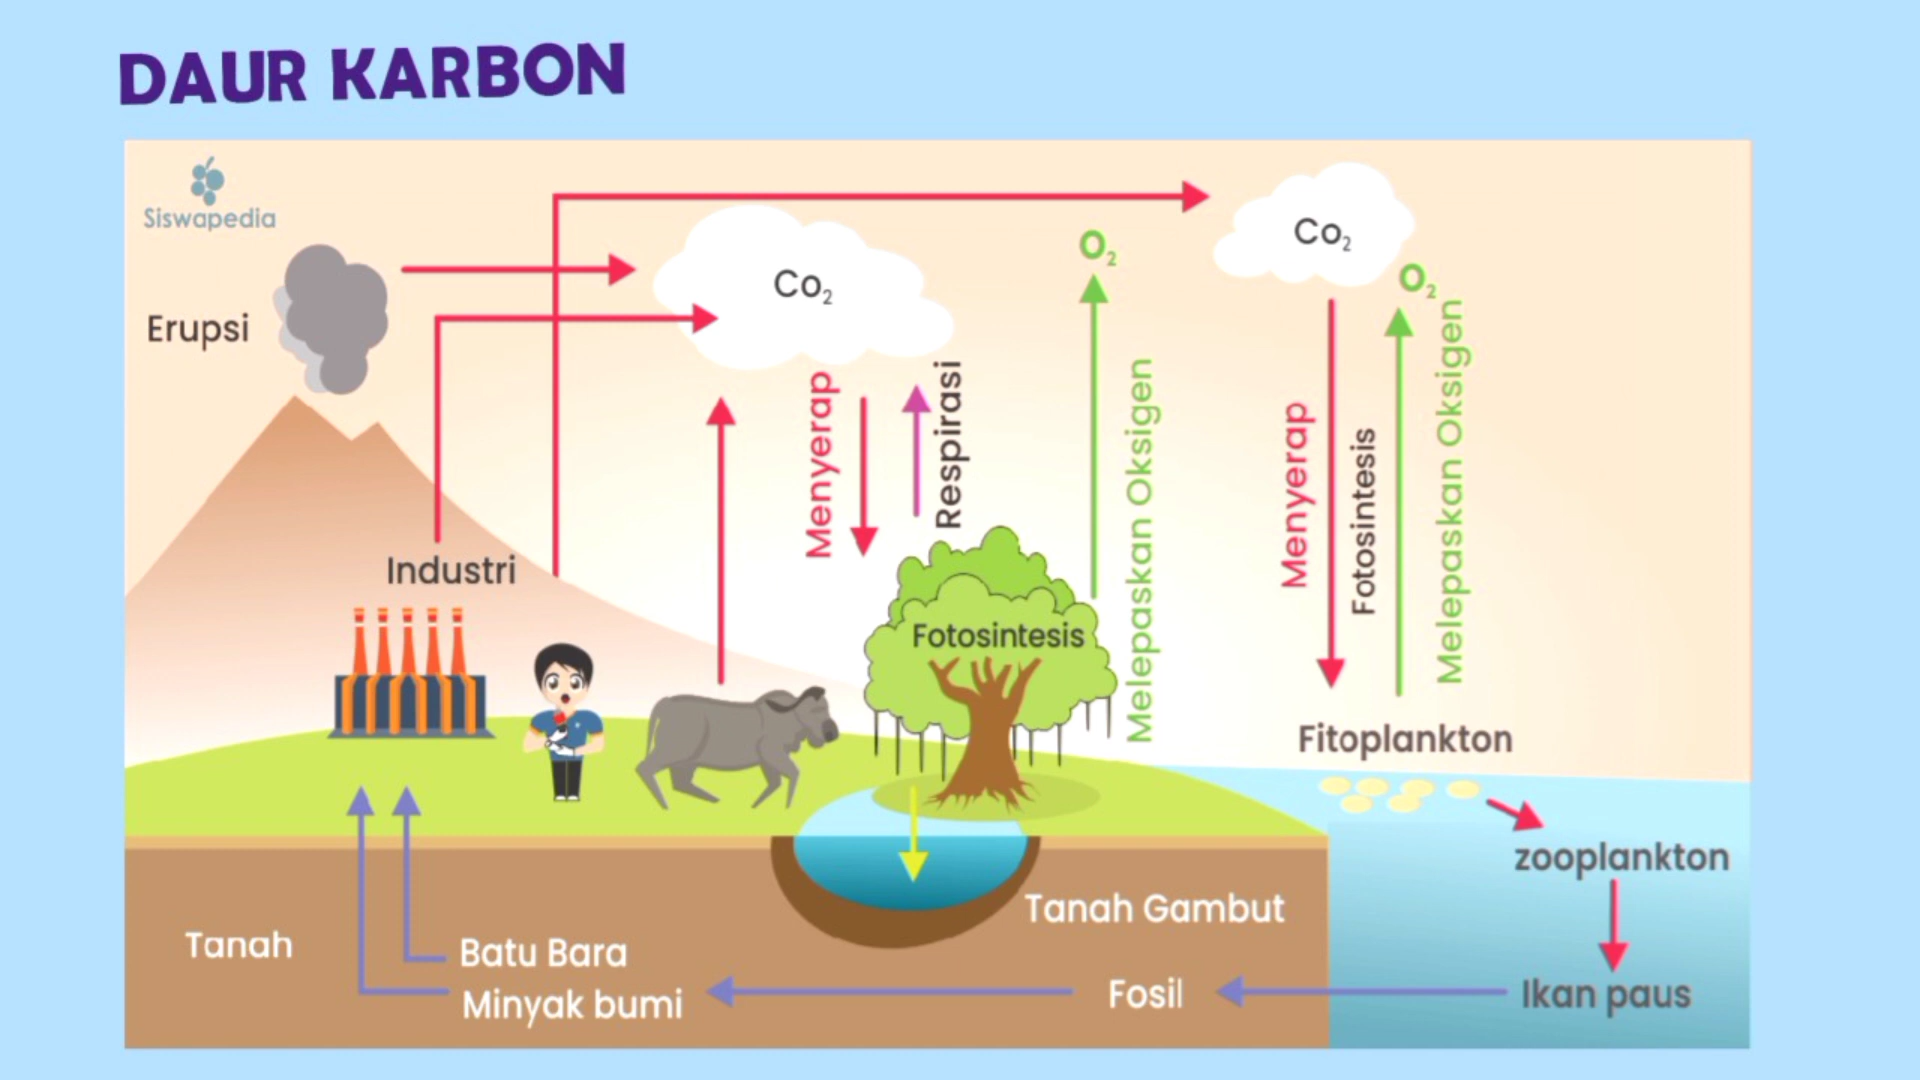 DAUR KARBON
Siswapedia
Erupsi
Co₂
O₂
Co₂
O₂
Menyerap
Respirasi
Melepaskan Oksigen
Menyerap
Fotosintesis
Melepaskan Oksigen
Industri
Fotosintesis
Fitoplankton
zooplankton
Tanah Gambut
Tanah
Batu Bara
Minyak bumi
Fosil
Ikan paus